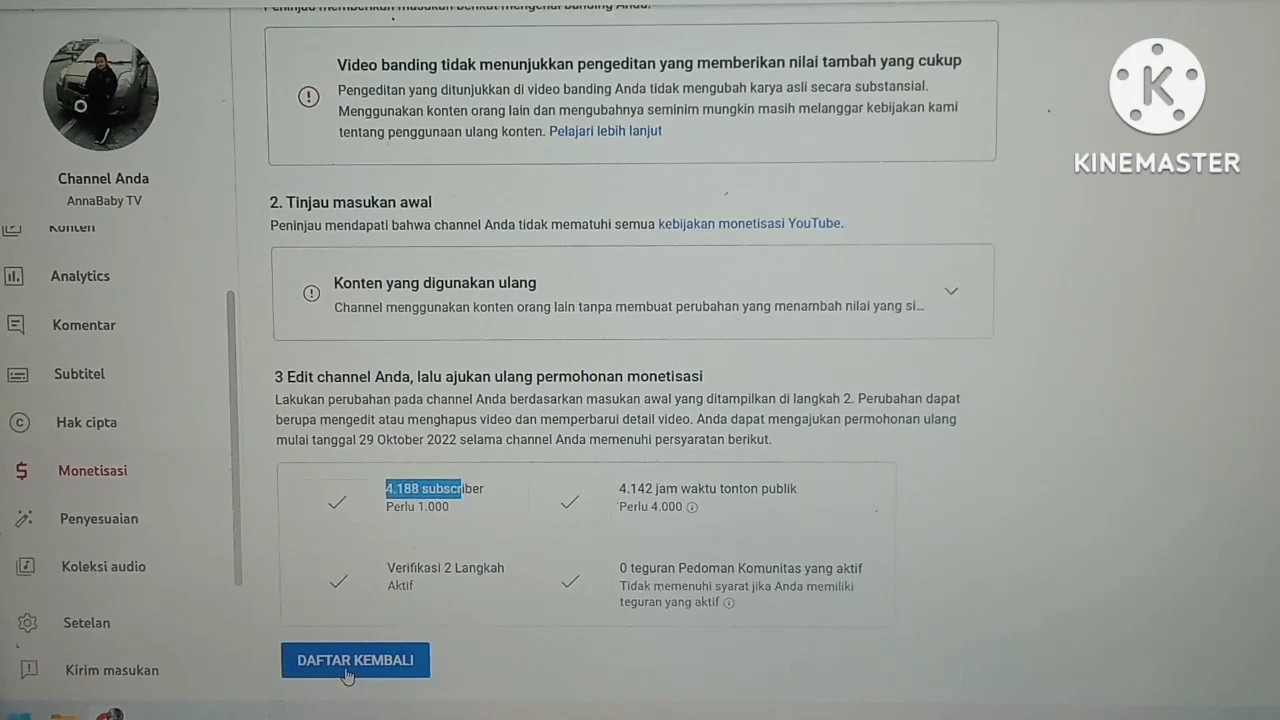 Peninjau memberikan masukan berikut mengenai banding Anda.
Video banding tidak menunjukkan pengeditan yang memberikan nilai tambah yang cukup
Pengeditan yang ditunjukkan di video banding Anda tidak mengubah karya asli secara substansial.
Menggunakan konten orang lain dan mengubahnya seminim mungkin masih melanggar kebijakan kami
tentang penggunaan ulang konten. Pelajari lebih lanjut
KINEMASTER
Channel Anda
AnnaBaby TV
Konten
Analytics
Komentar
Subtitel
Hak cipta
Monetisasi
Penyesuaian
Koleksi audio
Setelan
Kirim masukan
2. Tinjau masukan awal
Peninjau mendapati bahwa channel Anda tidak mematuhi semua kebijakan monetisasi YouTube.
Konten yang digunakan ulang
Channel menggunakan konten orang lain tanpa membuat perubahan yang menambah nilai yang si...
3 Edit channel Anda, lalu ajukan ulang permohonan monetisasi
Lakukan perubahan pada channel Anda berdasarkan masukan awal yang ditampilkan di langkah 2. Perubahan dapat
berupa mengedit atau menghapus video dan memperbarui detail video. Anda dapat mengajukan permohonan ulang
mulai tanggal 29 Oktober 2022 selama channel Anda memenuhi persyaratan berikut.
4.188 subscriber
Perlu 1.000
4.142 jam waktu tonton publik
Perlu 4.000
Verifikasi 2 Langkah
Aktif
0 teguran Pedoman Komunitas yang aktif
Tidak memenuhi syarat jika Anda memiliki
teguran yang aktif
DAFTAR KEMBALI